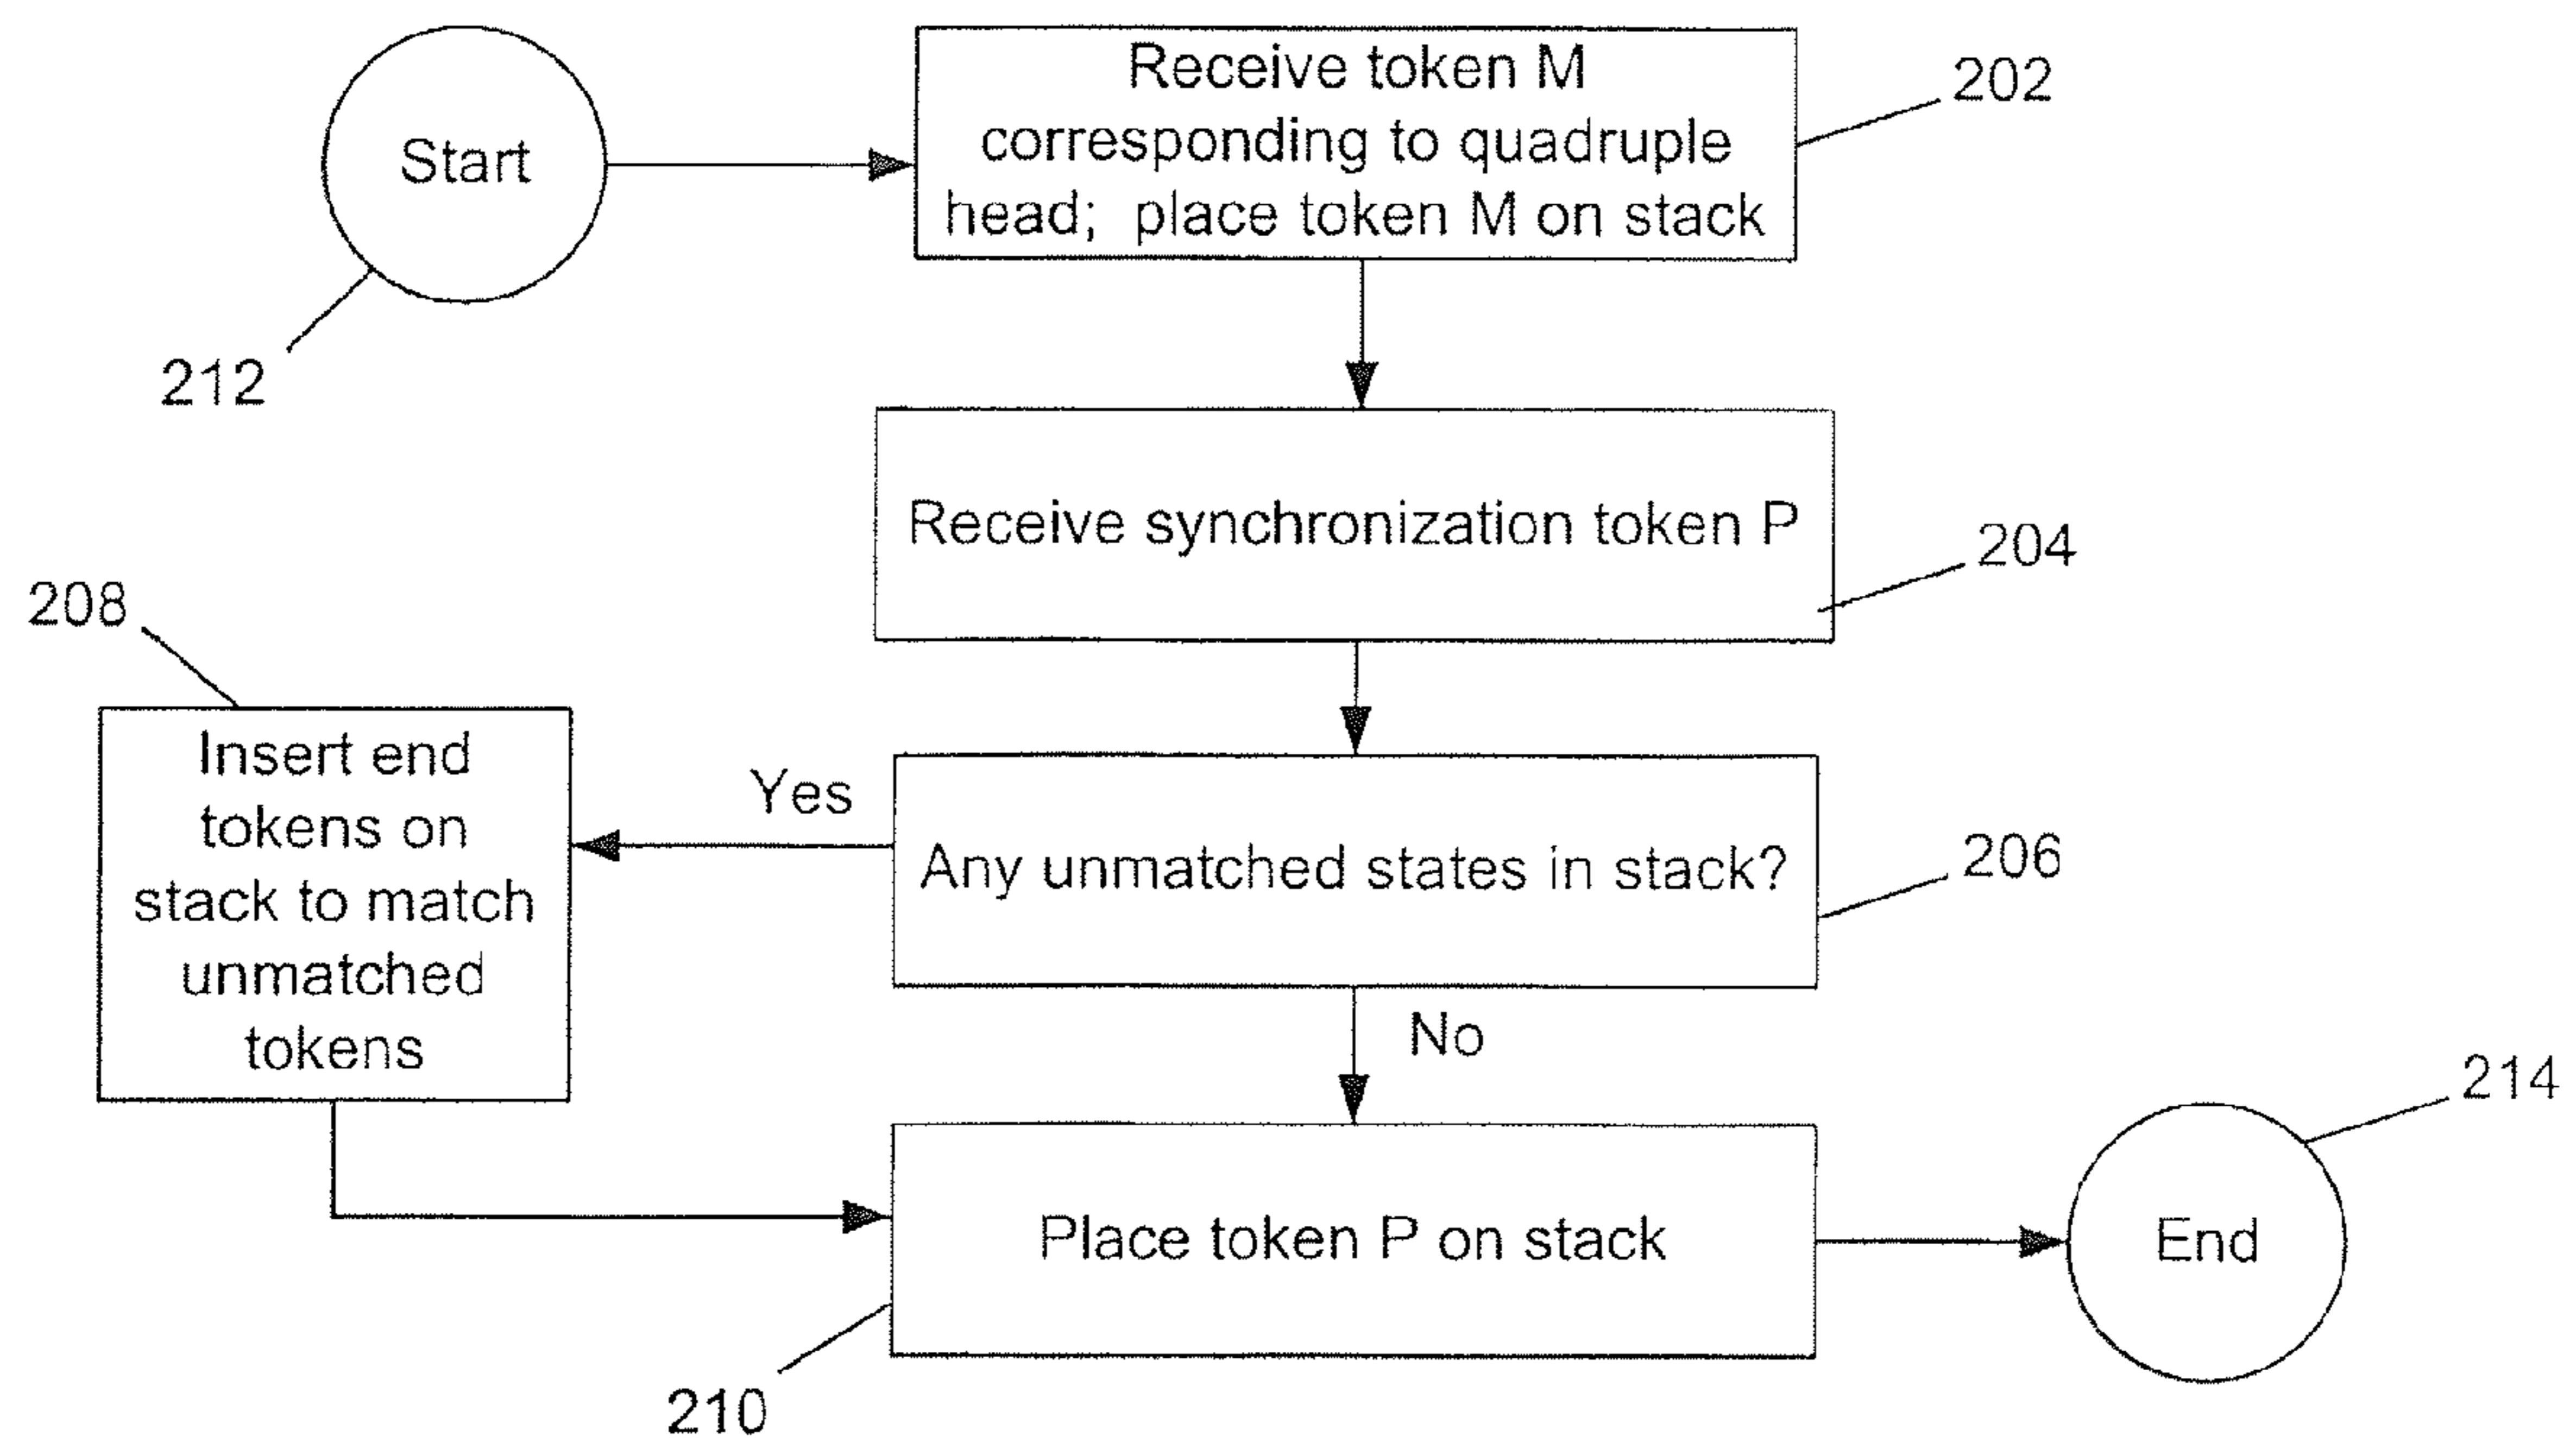 Start
212
Receive token M
corresponding to quadruple
head; place token M on stack
202
Receive synchronization token P
204
208
Insert end
tokens on
stack to match
unmatched
tokens
Yes
Any unmatched states in stack?
206
No
Place token P on stack
210
End
214